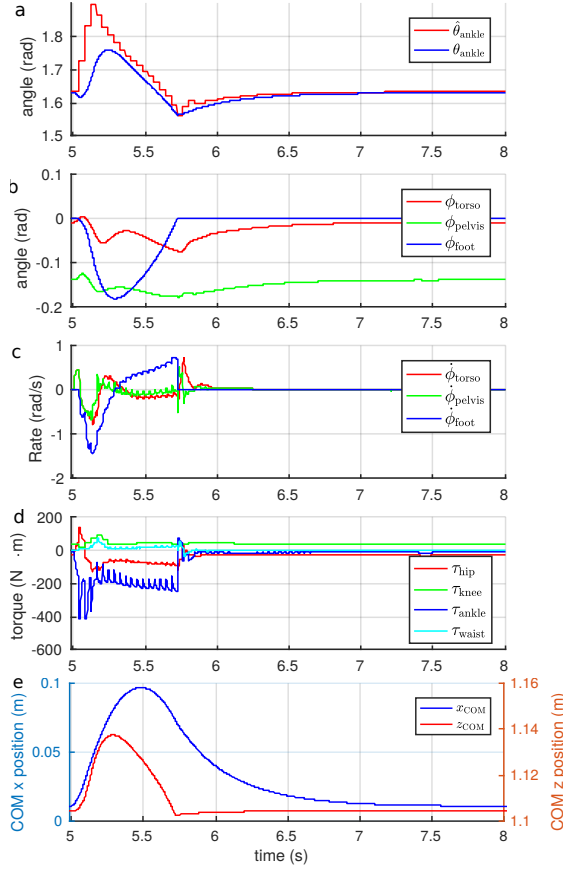 a
1.8
1.7
1.6
1.5
angle (rad)
θ̂ankle
θankle
5 5.5 6 6.5 7 7.5 8
b
0.1
0
-0.1
-0.2
angle (rad)
ϕtorso
ϕpelvis
ϕfoot
5 5.5 6 6.5 7 7.5 8
c
1
0
-1
-2
Rate (rad/s)
ϕ̇torso
ϕ̇pelvis
ϕ̇foot
5 5.5 6 6.5 7 7.5 8
d
200
0
-200
-400
-600
torque (N ·m)
τhip
τknee
τankle
τwaist
5 5.5 6 6.5 7 7.5 8
e
0.1
0.05
0
COM x position (m)
xCOM
zCOM
1.16
1.14
1.12
1.1
COM z position (m)
5 5.5 6 6.5 7 7.5 8
time (s)